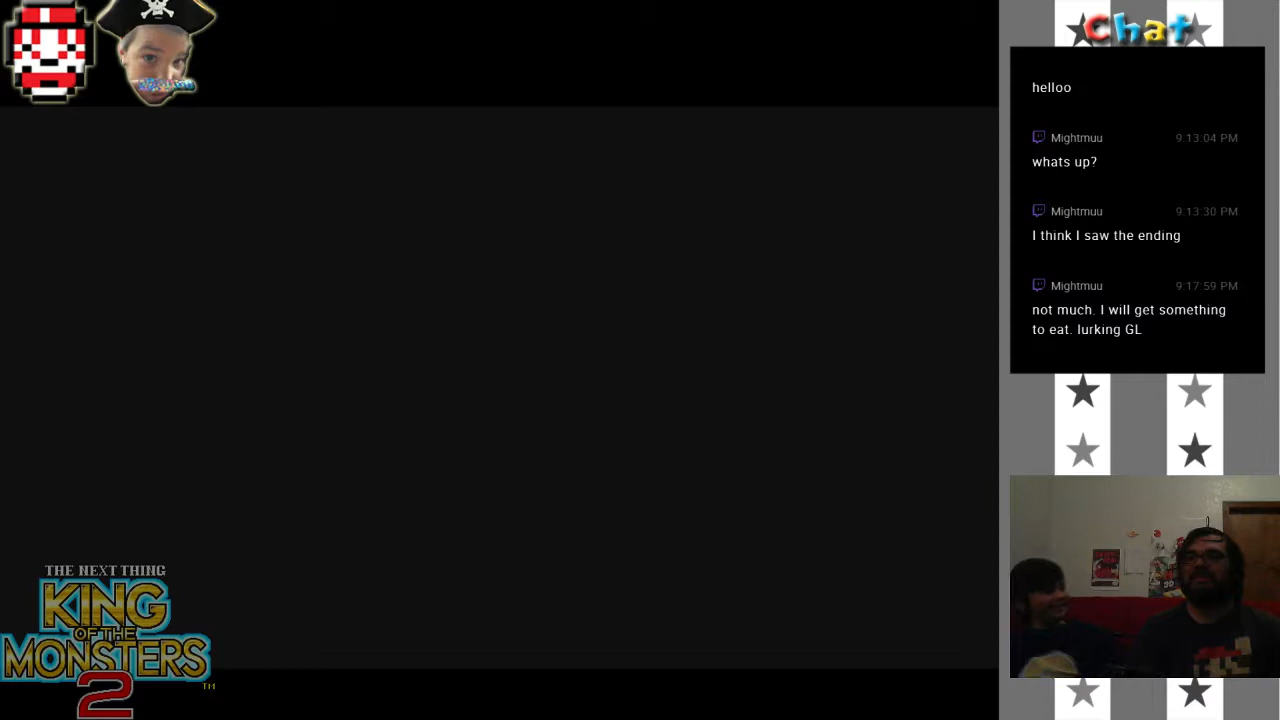 Chat
helloo
Mightmuu 9:13:04 PM
whats up?
Mightmuu 9:13:30 PM
I think I saw the ending
Mightmuu 9:17:59 PM
not much. I will get something
to eat. lurking GL
THE NEXT THING
KING
OF THE
MONSTERS
2
TM